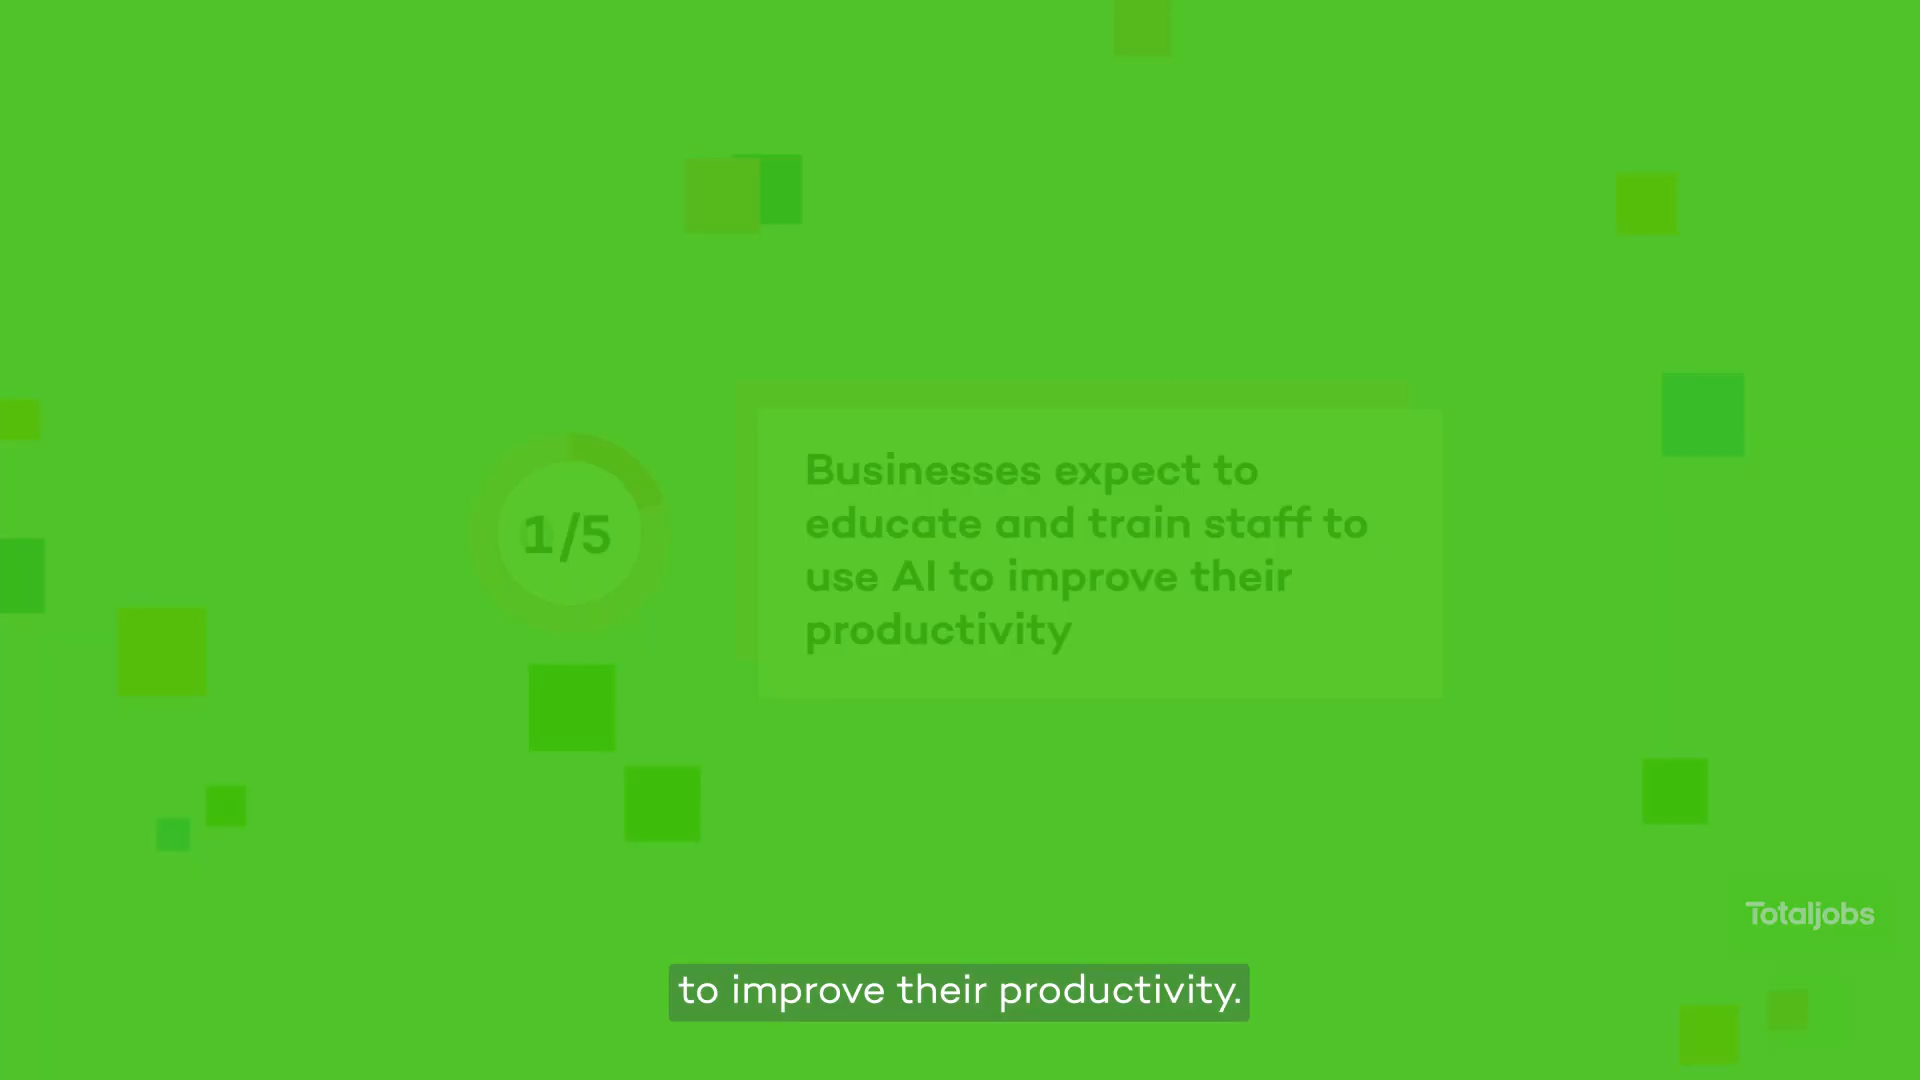 1/5
Businesses expect to
educate and train staff to
use AI to improve their
productivity
Totaljobs
to improve their productivity.